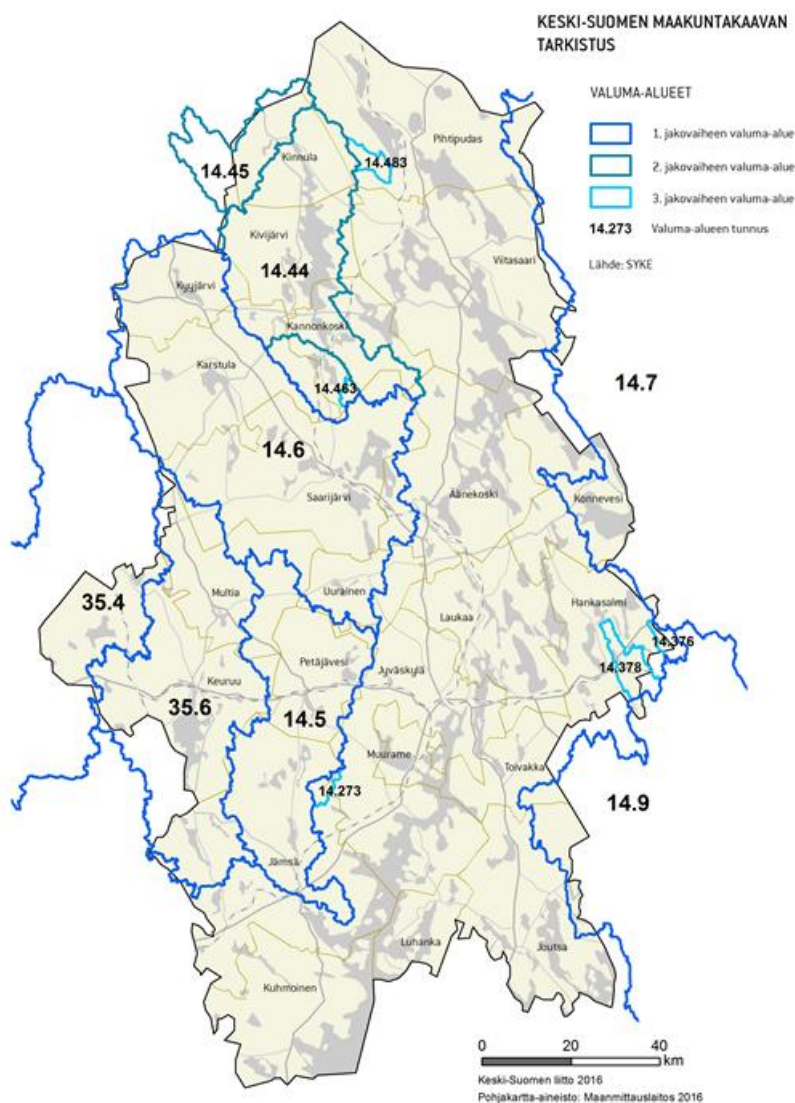 KESKI-SUOMEN MAAKUNTAKAAVAN
TARKISTUS
VALUMA-ALUEET
1. jakovaiheen valuma-alue
2. jakovaiheen valuma-alue
3. jakovaiheen valuma-alue
14.273 Valuma-alueen tunnus
Lähde: SYKE
Pihtipudas
Kinnula
14.483
14.45
Kivijärvi
14.44
Viitasaari
Kyyjärvi
Kannonkoski
Karstula
14.463
14.7
14.6
Saarijärvi
Äänekoski
Konnevesi
35.4
Multia
Uurainen
Hankasalmi
Laukaa
14.376
Petäjävesi
14.378
Keuruu
Jyväskylä
35.6
14.5
Muurame
Toivakka
14.273
14.9
Jämsä
Luhanka
Joutsa
Kuhmoinen
0 20 40
km
Keski-Suomen liitto 2016
Pohjakartta-aineisto: Maanmittauslaitos 2016